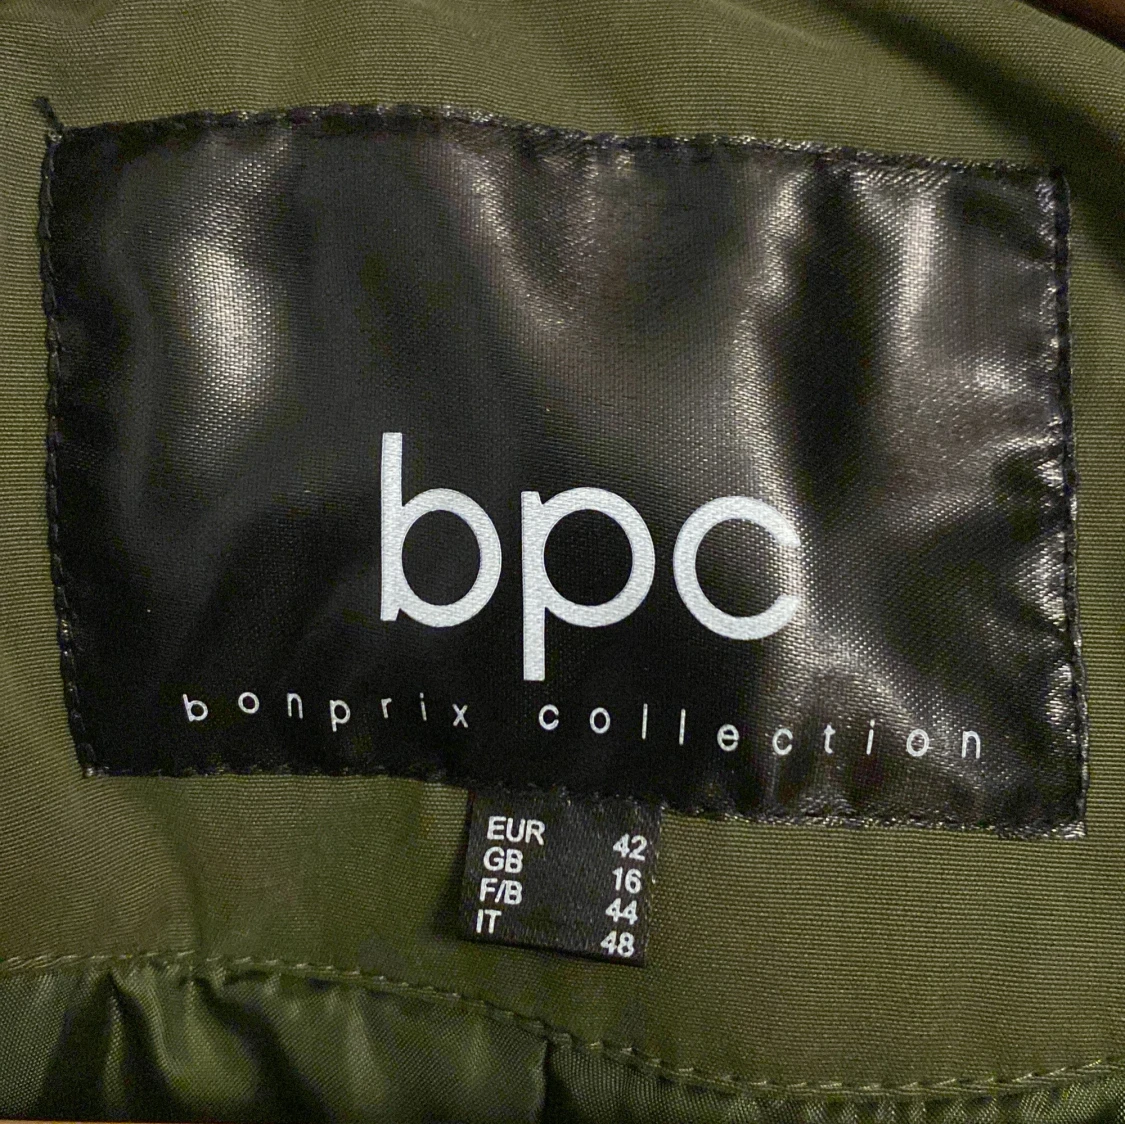 bpc
bonprix collection
EUR 42
GB 16
F/B 44
IT 48